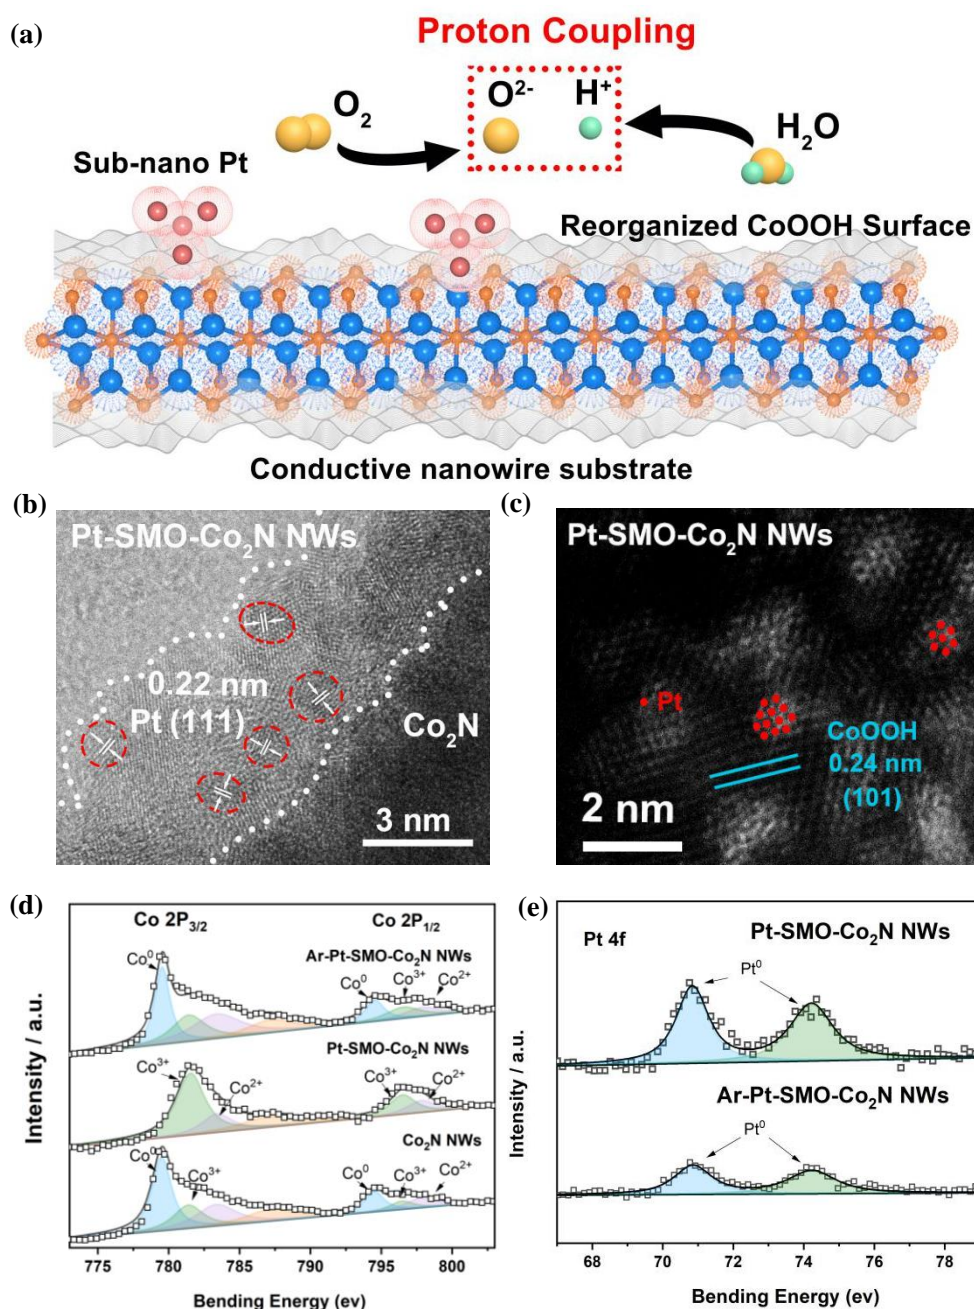 (a)
Proton Coupling
O₂
O²⁻ H⁺
H₂O
Sub-nano Pt
Reorganized CoOOH Surface
Conductive nanowire substrate
(b)
Pt-SMO-Co₂N NWs
0.22 nm
Pt (111)
Co₂N
3 nm
(c)
Pt-SMO-Co₂N NWs
Pt
CoOOH
0.24 nm
(101)
2 nm
(d)
Co 2P₃/₂ Co 2P₁/₂
Ar-Pt-SMO-Co₂N NWs
Co⁰ Co⁰ Co³⁺ Co²⁺
Pt-SMO-Co₂N NWs
Co³⁺ Co²⁺ Co³⁺ Co²⁺
Co₂N NWs
Co⁰ Co³⁺ Co⁰ Co³⁺ Co²⁺
Intensity / a.u.
775 780 785 790 795 800
Bending Energy (ev)
(e)
Pt 4f
Pt-SMO-Co₂N NWs
Pt⁰
Ar-Pt-SMO-Co₂N NWs
Pt⁰
Intensity / a.u.
68 70 72 74 76 78
Bending Energy (ev)